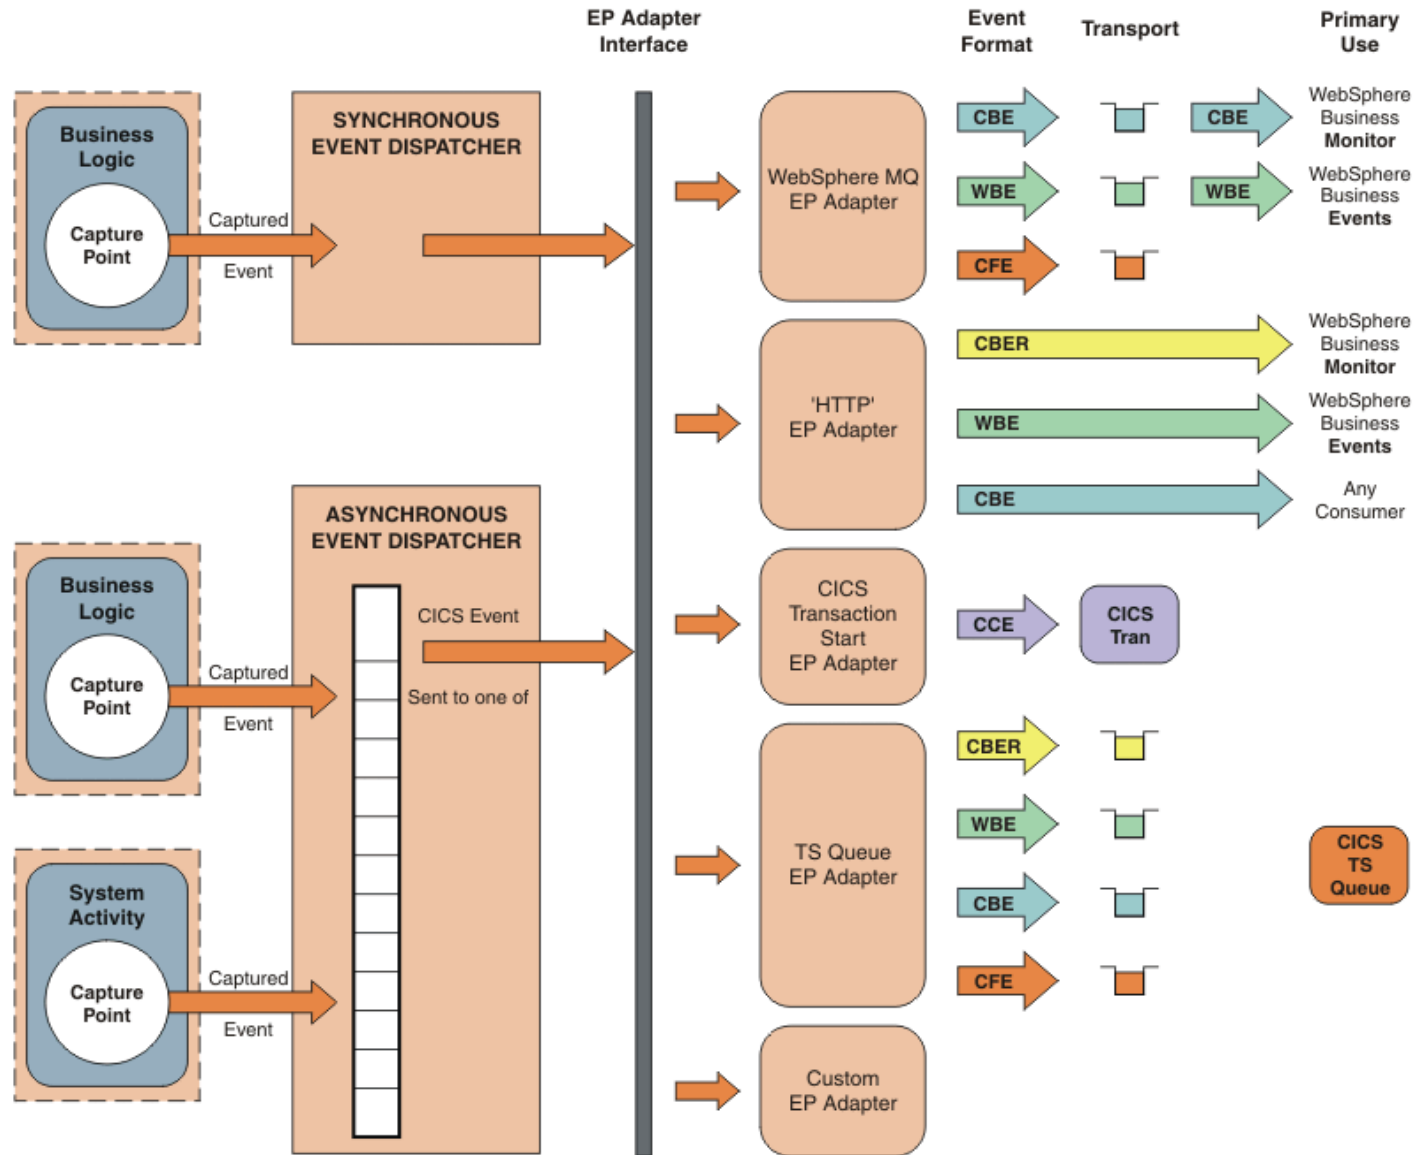 EP Adapter
Interface
Event
Format
Transport
Primary
Use
Business
Logic
Capture
Point
Captured
Event
SYNCHRONOUS
EVENT DISPATCHER
WebSphere MQ
EP Adapter
CBE
CBE
WebSphere
Business
Monitor
WBE
WBE
WebSphere
Business
Events
CFE
'HTTP'
EP Adapter
CBER
WebSphere
Business
Monitor
WBE
WebSphere
Business
Events
CBE
Any
Consumer
Business
Logic
Capture
Point
Captured
Event
ASYNCHRONOUS
EVENT DISPATCHER
CICS Event
Sent to one of
CICS
Transaction
Start
EP Adapter
CCE
CICS
Tran
System
Activity
Capture
Point
Captured
Event
TS Queue
EP Adapter
CBER
WBE
CBE
CFE
CICS
TS
Queue
Custom
EP Adapter